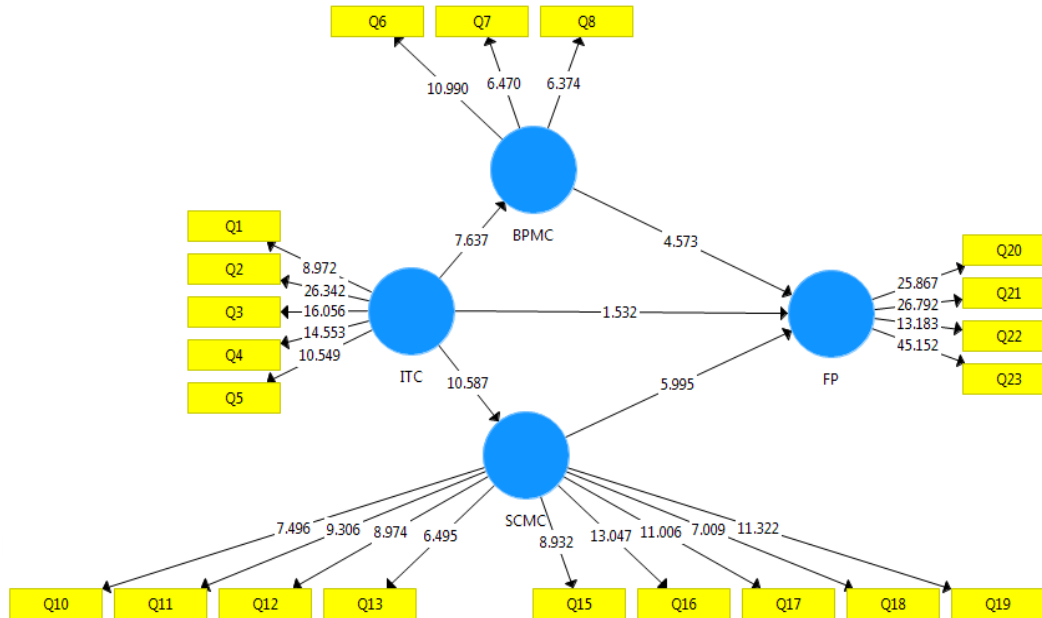 Q6 Q7 Q8
10.990 6.470 6.374
BPMC
Q1
Q2
Q3
Q4
Q5
8.972
26.342
16.056
14.553
10.549
ITC
7.637
4.573
1.532
10.587
5.995
Q20
Q21
Q22
Q23
25.867
26.792
13.183
45.152
FP
SCMC
7.496 9.306 8.974 6.495 8.932 13.047 11.006 7.009 11.322
Q10 Q11 Q12 Q13 Q15 Q16 Q17 Q18 Q19